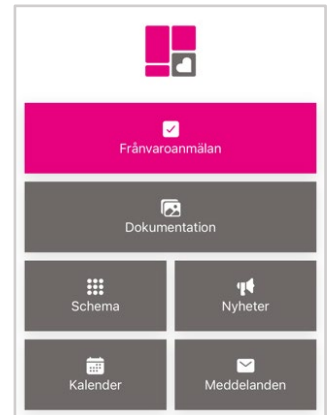 Frånvaroanmälan
Dokumentation
Schema
Nyheter
Kalender
Meddelanden